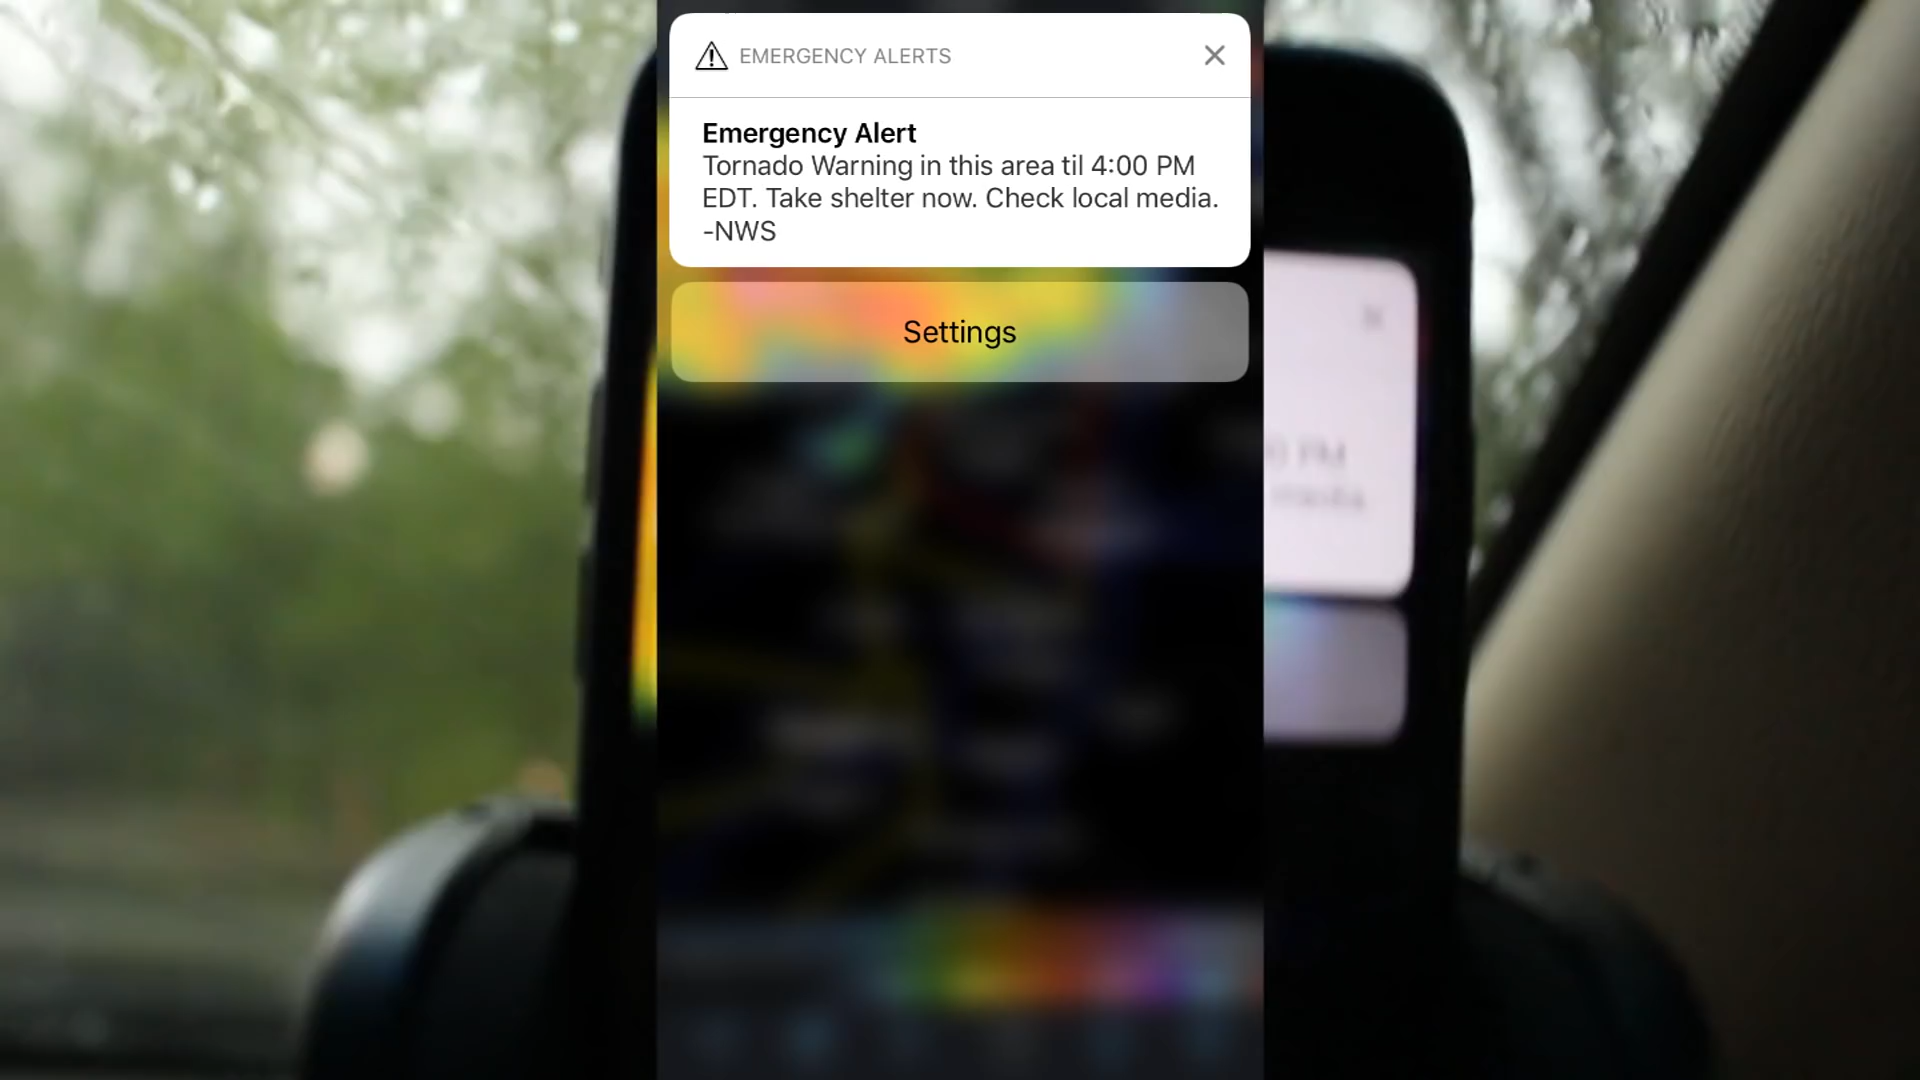 EMERGENCY ALERTS
Emergency Alert
Tornado Warning in this area til 4:00 PM
EDT. Take shelter now. Check local media.
-NWS
Settings
PM